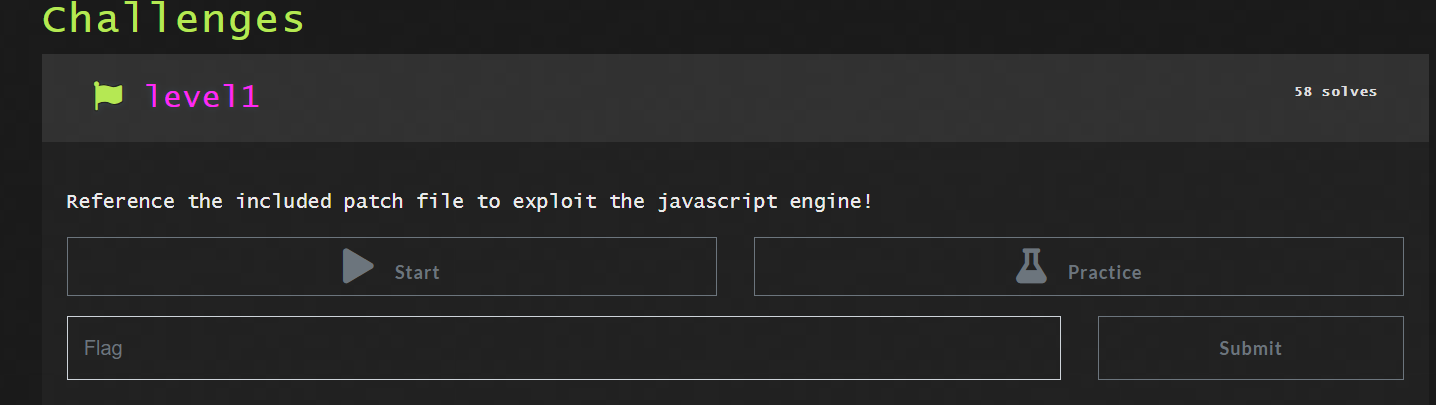 Challenges
level1
58 solves
Reference the included patch file to exploit the javascript engine!
Start
Practice
Flag
Submit